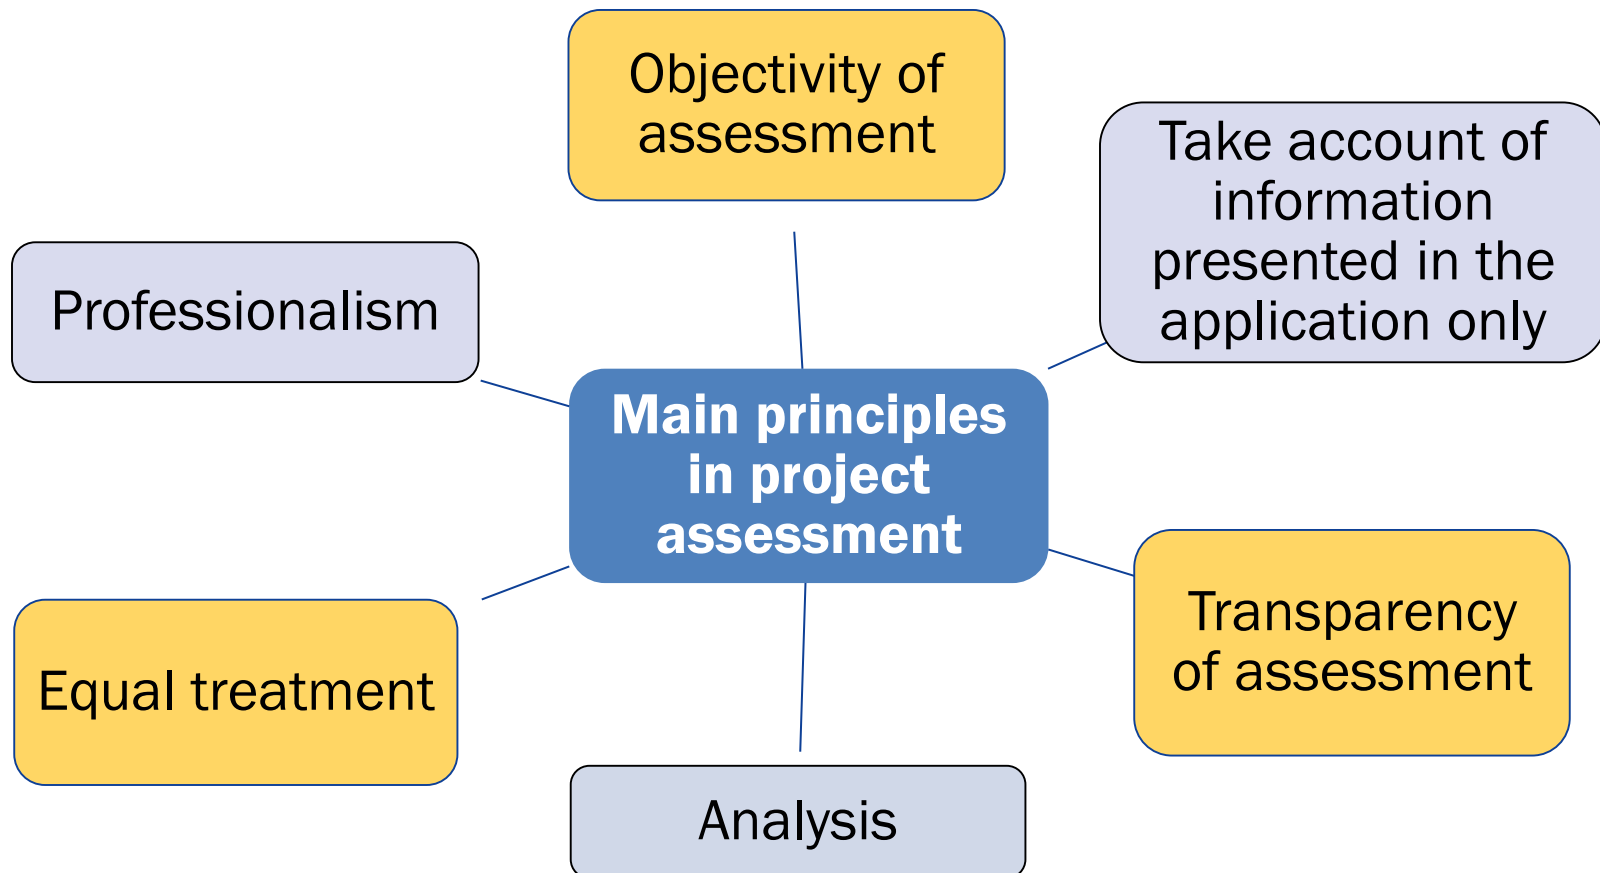 Objectivity of
assessment
Take account of
information
presented in the
application only
Professionalism
Main principles
in project
assessment
Transparency
of assessment
Equal treatment
Analysis